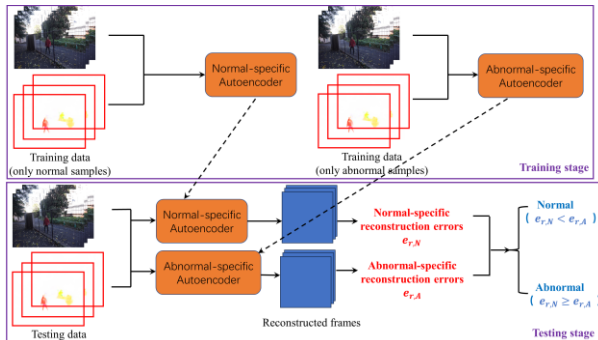 Normal-specific
Autoencoder
Abnormal-specific
Autoencoder
Training data
(only normal samples)
Training data
(only abnormal samples)
Training stage
Normal-specific
Autoencoder
Abnormal-specific
Autoencoder
Normal-specific
reconstruction errors
e_{r,N}
Abnormal-specific
reconstruction errors
e_{r,A}
Normal
( e_{r,N} < e_{r,A} )
Abnormal
( e_{r,N} ≥ e_{r,A} )
Testing data
Reconstructed frames
Testing stage